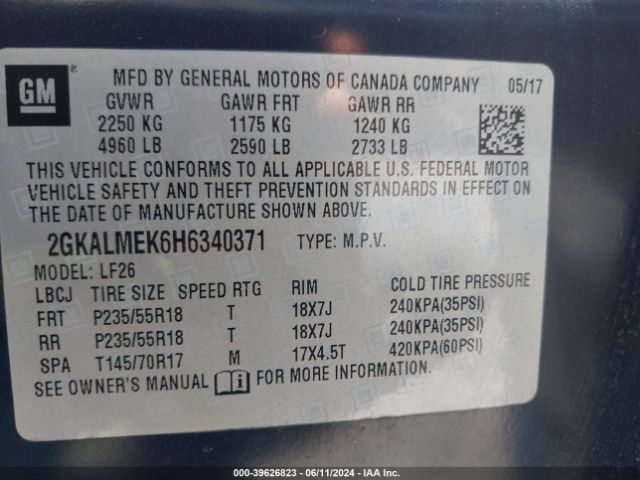 GM ®
MFD BY GENERAL MOTORS OF CANADA COMPANY 05/17
GVWR GAWR FRT GAWR RR
2250 KG 1175 KG 1240 KG
4960 LB 2590 LB 2733 LB
THIS VEHICLE CONFORMS TO ALL APPLICABLE U.S. FEDERAL MOTOR
VEHICLE SAFETY AND THEFT PREVENTION STANDARDS IN EFFECT ON
THE DATE OF MANUFACTURE SHOWN ABOVE.
2GKALMEK6H6340371 TYPE: M.P.V.
MODEL: LF26
LBCJ TIRE SIZE SPEED RTG RIM COLD TIRE PRESSURE
FRT P235/55R18 T 18X7J 240KPA(35PSI)
RR P235/55R18 T 18X7J 240KPA(35PSI)
SPA T145/70R17 M 17X4.5T 420KPA(60PSI)
SEE OWNER'S MANUAL FOR MORE INFORMATION.
000-39626823 - 06/11/2024 - IAA Inc.